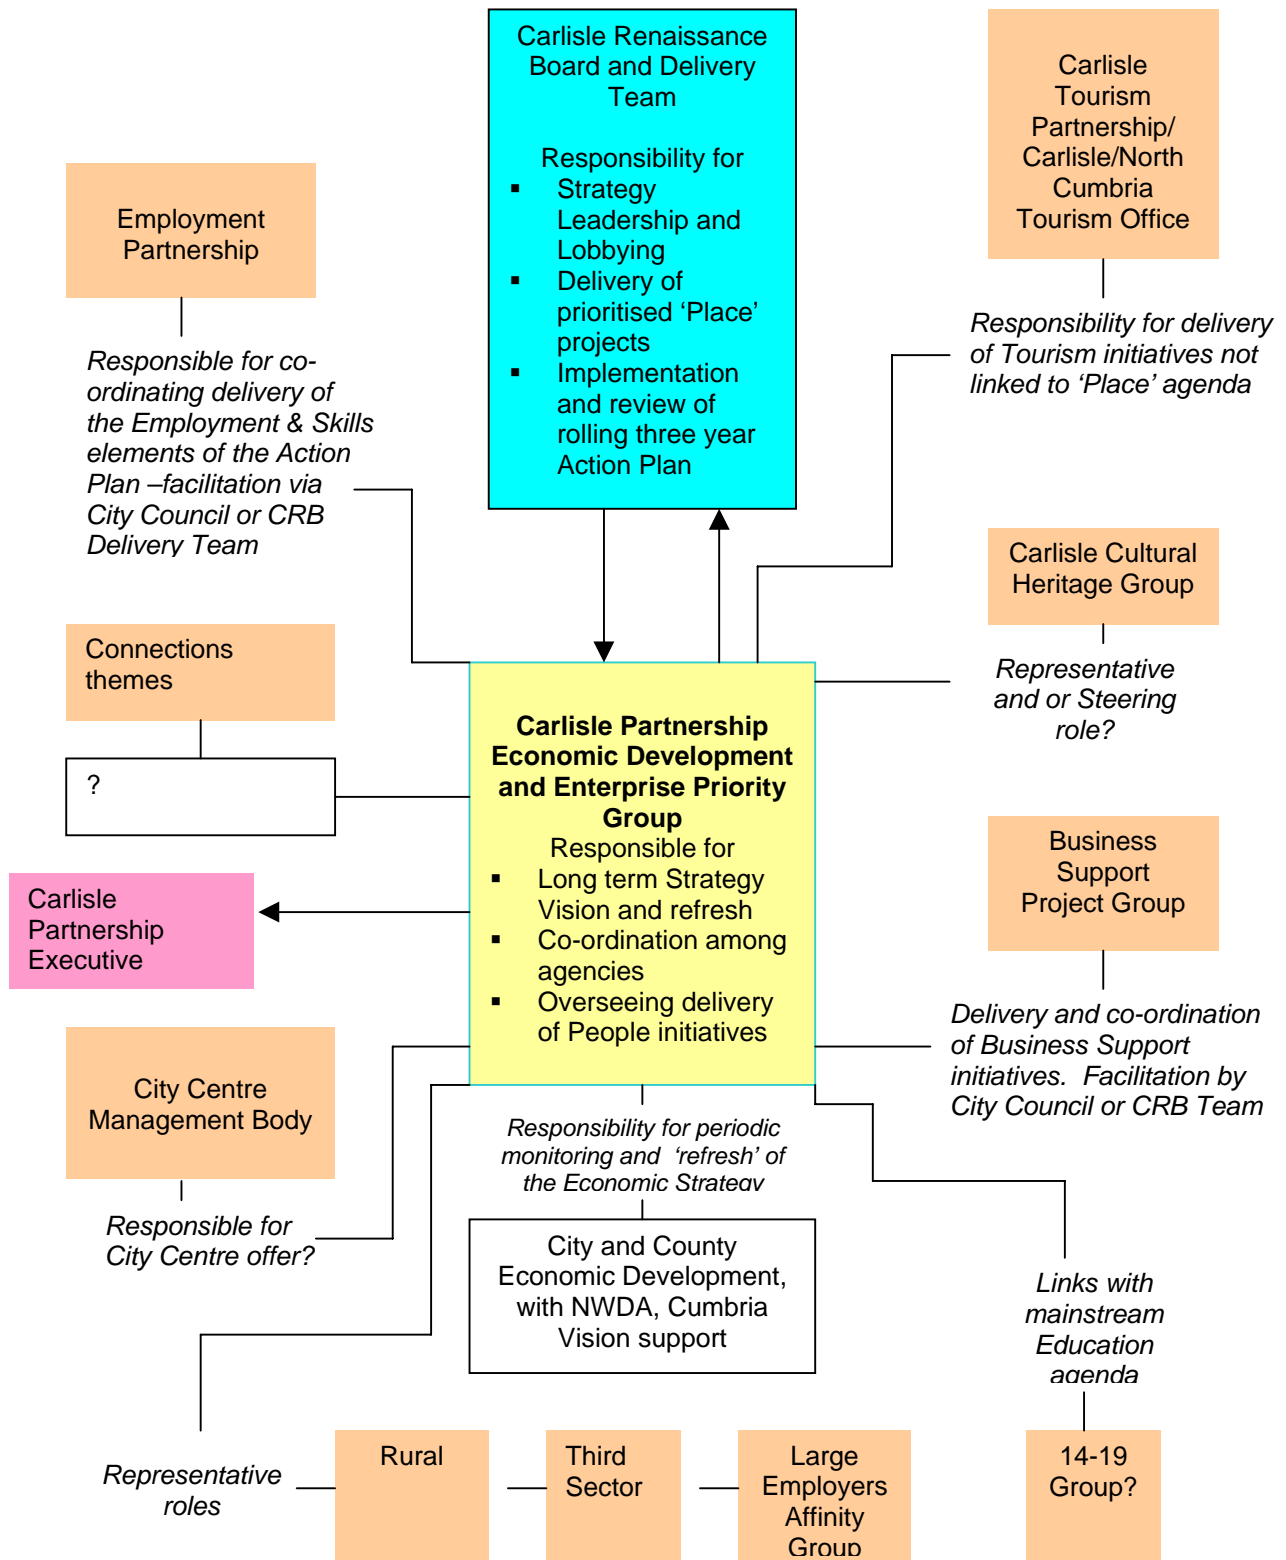 Carlisle Renaissance
Board and Delivery
Team
Responsibility for
▪ Strategy
Leadership and
Lobbying
▪ Delivery of
prioritised ‘Place’
projects
▪ Implementation
and review of
rolling three year
Action Plan
Carlisle
Tourism
Partnership/
Carlisle/North
Cumbria
Tourism Office
Employment
Partnership
Responsibility for delivery
of Tourism initiatives not
linked to ‘Place’ agenda
Responsible for co-
ordinating delivery of
the Employment & Skills
elements of the Action
Plan –facilitation via
City Council or CRB
Delivery Team
Carlisle Cultural
Heritage Group
Connections
themes
Representative
and or Steering
role?
?
Carlisle Partnership
Economic Development
and Enterprise Priority
Group
Responsible for
▪ Long term Strategy
Vision and refresh
▪ Co-ordination among
agencies
▪ Overseeing delivery
of People initiatives
Business
Support
Project Group
Carlisle
Partnership
Executive
Delivery and co-ordination
of Business Support
initiatives.  Facilitation by
City Council or CRB Team
City Centre
Management Body
Responsibility for periodic
monitoring and  ‘refresh’ of
the Economic Strategy
Responsible for
City Centre offer?
City and County
Economic Development,
with NWDA, Cumbria
Vision support
Links with
mainstream
Education
agenda
Representative
roles
Rural
Third
Sector
Large
Employers
Affinity
Group
14-19
Group?